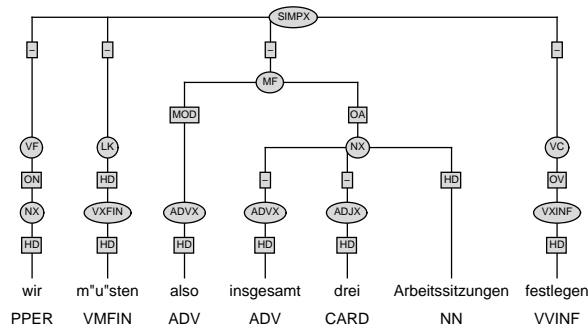 SIMPX
– – – –
MF
MOD OA
VF LK NX VC
ON HD – – HD OV
NX VXFIN ADVX ADVX ADJX VXINF
HD HD HD HD HD HD
wir m"u"sten also insgesamt drei Arbeitssitzungen festlegen
PPER VMFIN ADV ADV CARD NN VVINF